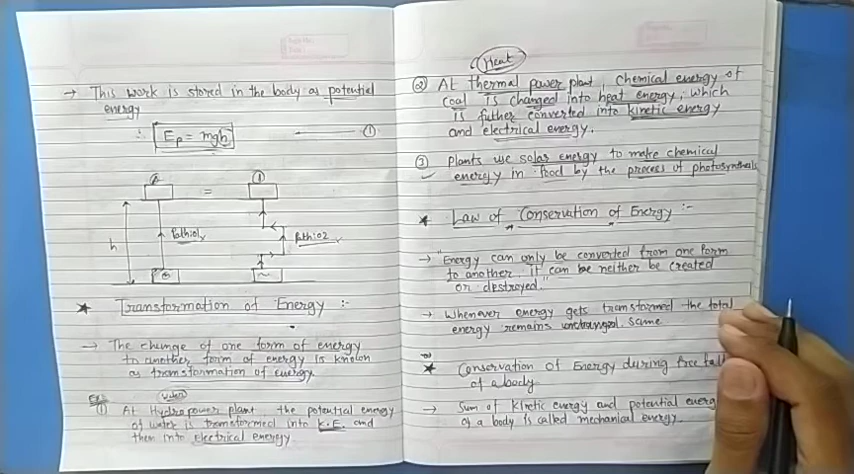 → This work is stored in the body as potential
energy
∴ Ep = mgh ——— ①
② = ①
h
Path101
Path102
* Transformation of Energy :-
→ The change of one form of energy
to another form of energy is known
as transformation of energy
Ex:
Water
① At Hydropower plant the potential energy
of water is transformed into K.E. and
then into electrical energy.
Heat
② At thermal power plant, chemical energy of
coal is changed into heat energy, which
is futher converted into kinetic energy
and electrical energy.
③ Plants use solar energy to make chemical
energy in food by the process of photosynthesis
* Law of Conservation of Energy :-
→ "Energy can only be converted from one form
to another. It can be neither be created
or destroyed."
→ Whenever energy gets transformed the total
energy remains unchanged. same
* Conservation of Energy during free fall
of a body
→ Sum of kinetic energy and potential energ
of a body is called mechanical energy.